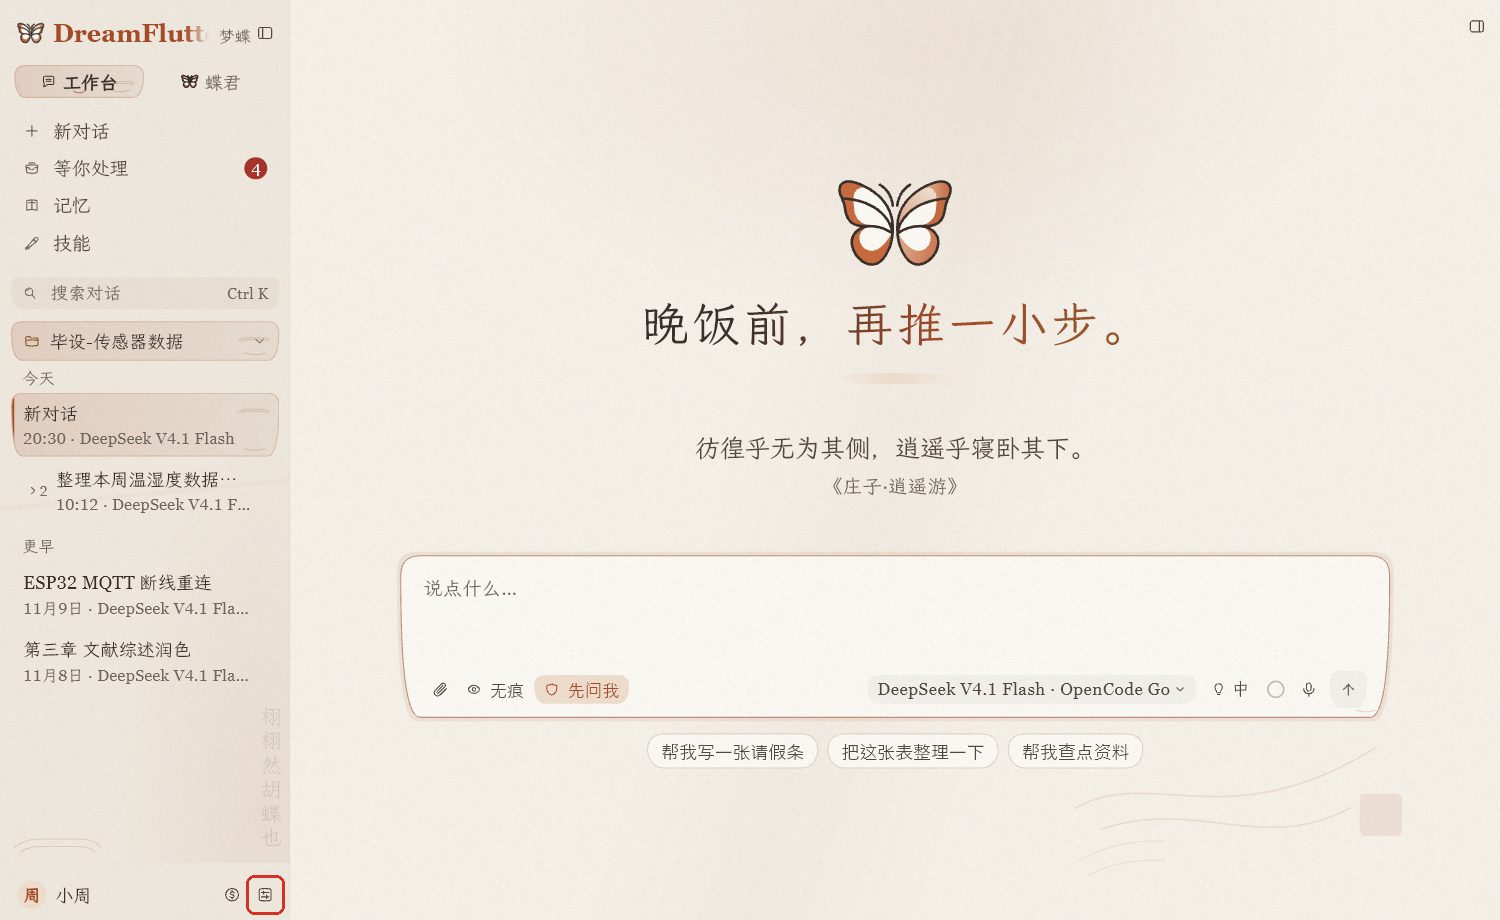 DreamFlutt 梦蝶
工作台 蝶君
新对话
等你处理 4
记忆
技能
搜索对话 Ctrl K
毕设-传感器数据
今天
新对话
20:30 · DeepSeek V4.1 Flash
2 整理本周温湿度数据…
10:12 · DeepSeek V4.1 F...
更早
ESP32 MQTT 断线重连
11月9日 · DeepSeek V4.1 Fla...
第三章 文献综述润色
11月8日 · DeepSeek V4.1 Fla...
栩栩然胡蝶也
周 小周
晚饭前，再推一小步。
彷徨乎无为其侧，逍遥乎寝卧其下。
《庄子·逍遥游》
说点什么...
无痕 先问我 DeepSeek V4.1 Flash · OpenCode Go 中
帮我写一张请假条 把这张表整理一下 帮我查点资料